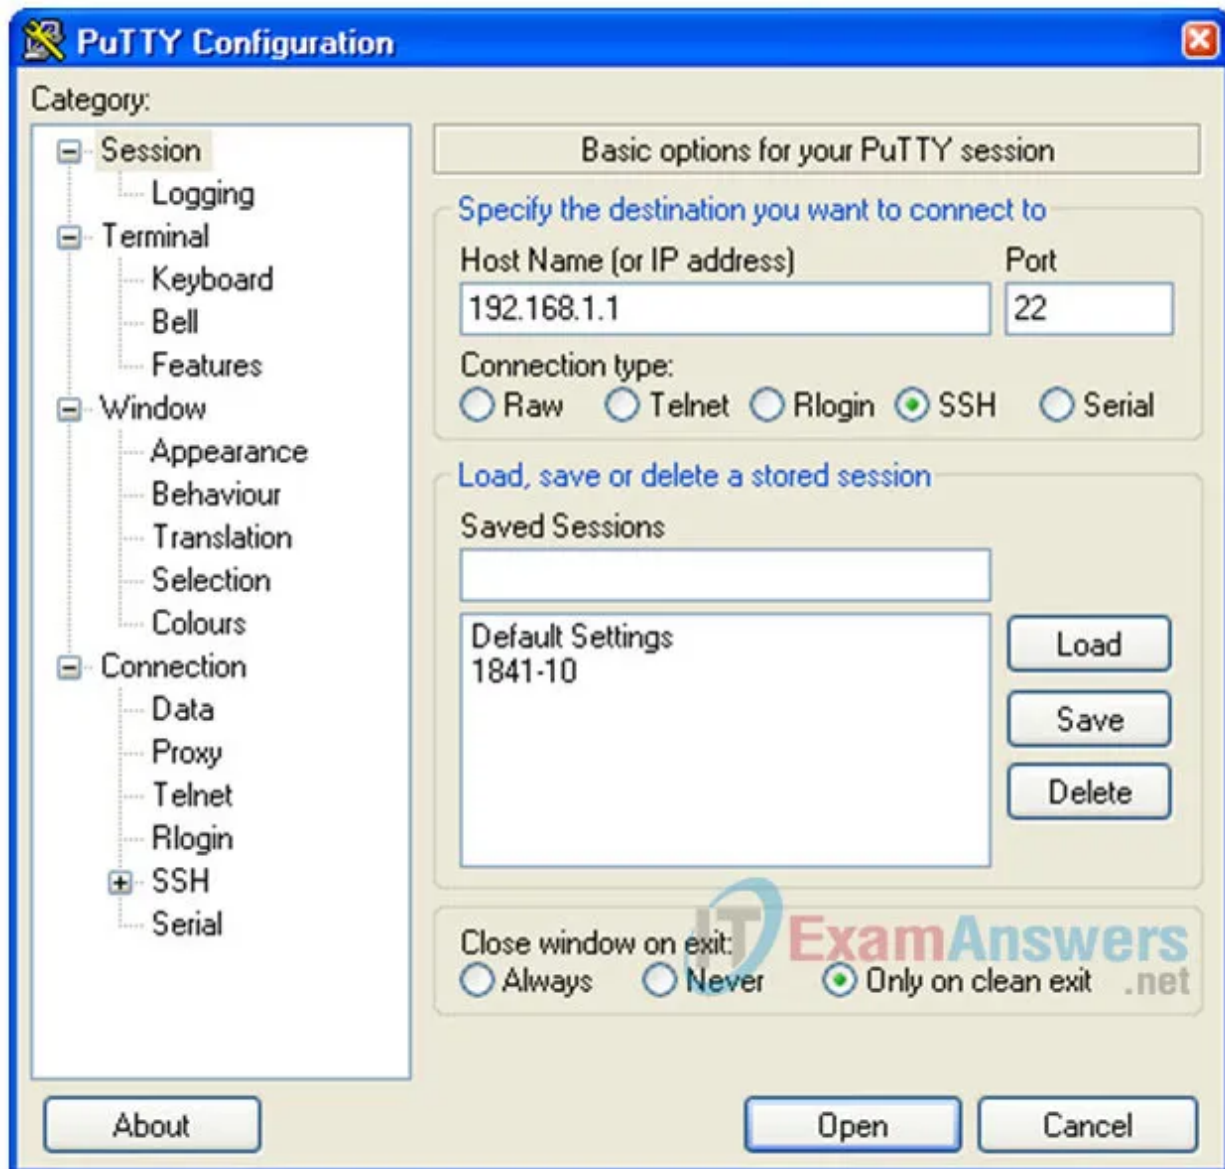 PuTTY Configuration
Category:
Session
Logging
Terminal
Keyboard
Bell
Features
Window
Appearance
Behaviour
Translation
Selection
Colours
Connection
Data
Proxy
Telnet
Rlogin
SSH
Serial
Basic options for your PuTTY session
Specify the destination you want to connect to
Host Name (or IP address) Port
192.168.1.1 22
Connection type:
Raw Telnet Rlogin SSH Serial
Load, save or delete a stored session
Saved Sessions
Default Settings
1841-10
Load
Save
Delete
Close window on exit:
Always Never Only on clean exit
ITExamAnswers
.net
About Open Cancel